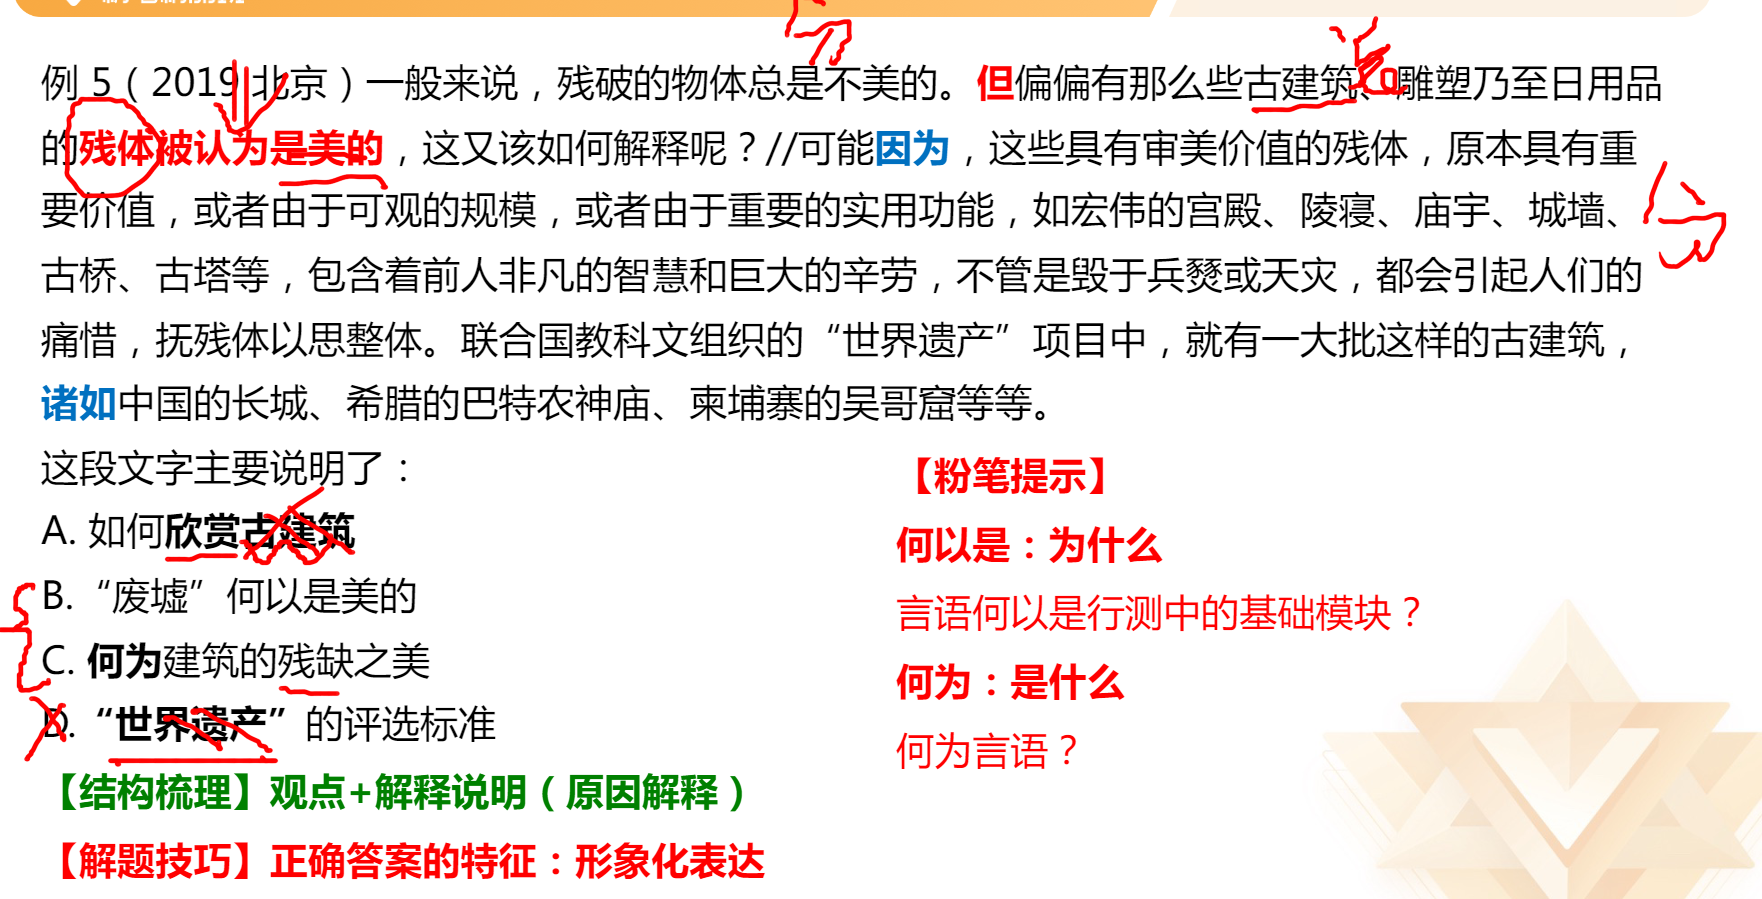 例 5（2019 北京）一般来说，残破的物体总是不美的。但偏偏有那么些古建筑、雕塑乃至日用品
的残体被认为是美的，这又该如何解释呢？//可能因为，这些具有审美价值的残体，原本具有重
要价值，或者由于可观的规模，或者由于重要的实用功能，如宏伟的宫殿、陵寝、庙宇、城墙、
古桥、古塔等，包含着前人非凡的智慧和巨大的辛劳，不管是毁于兵燹或天灾，都会引起人们的
痛惜，抚残体以思整体。联合国教科文组织的“世界遗产”项目中，就有一大批这样的古建筑，
诸如中国的长城、希腊的巴特农神庙、柬埔寨的吴哥窟等等。
这段文字主要说明了：
A. 如何欣赏古建筑
B.“废墟”何以是美的
C. 何为建筑的残缺之美
D.“世界遗产”的评选标准
【结构梳理】观点+解释说明（原因解释）
【解题技巧】正确答案的特征：形象化表达
【粉笔提示】
何以是：为什么
言语何以是行测中的基础模块？
何为：是什么
何为言语？